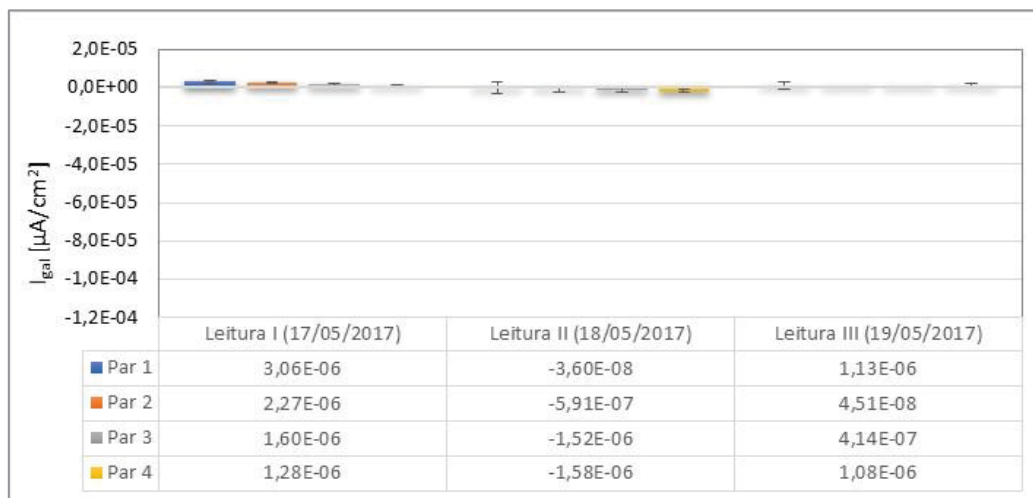 2,0E-05
0,0E+00
-2,0E-05
-4,0E-05
-6,0E-05
-8,0E-05
-1,0E-04
-1,2E-04
I_gal [µA/cm²]
Leitura I (17/05/2017) Leitura II (18/05/2017) Leitura III (19/05/2017)
Par 1 3,06E-06 -3,60E-08 1,13E-06
Par 2 2,27E-06 -5,91E-07 4,51E-08
Par 3 1,60E-06 -1,52E-06 4,14E-07
Par 4 1,28E-06 -1,58E-06 1,08E-06